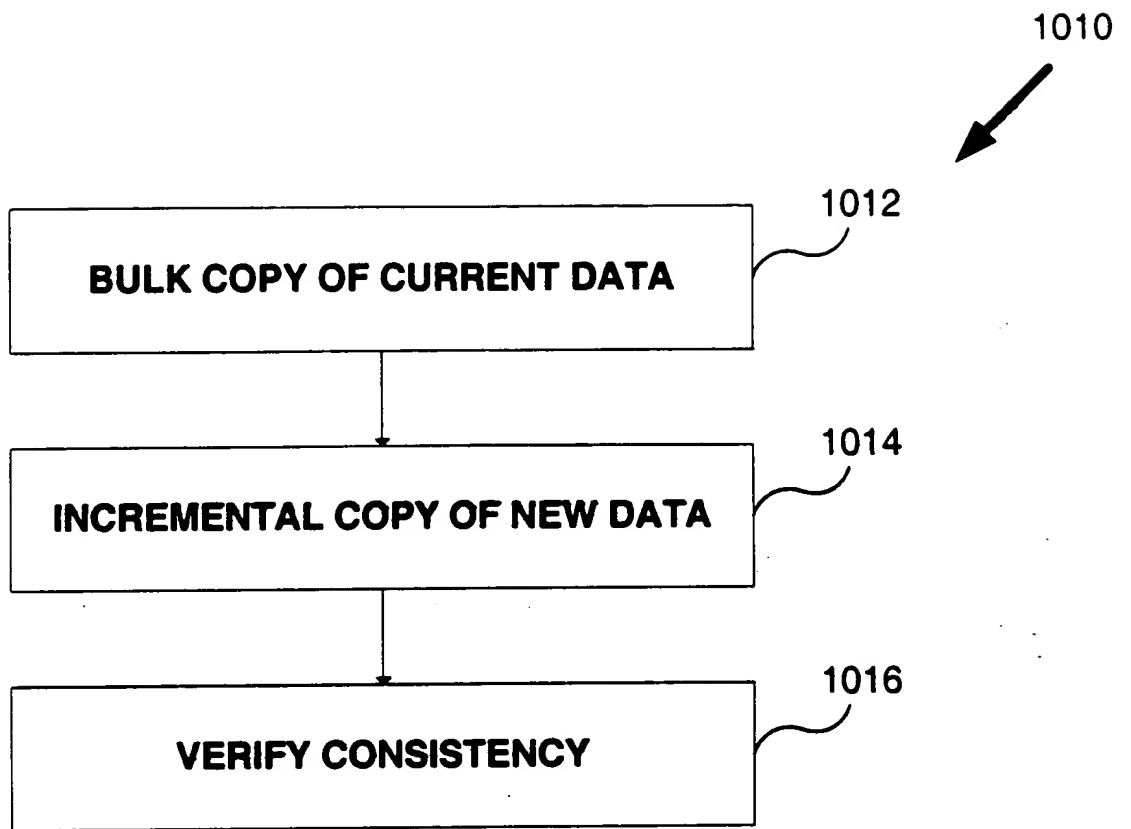 1010
1012
BULK COPY OF CURRENT DATA
1014
INCREMENTAL COPY OF NEW DATA
1016
VERIFY CONSISTENCY